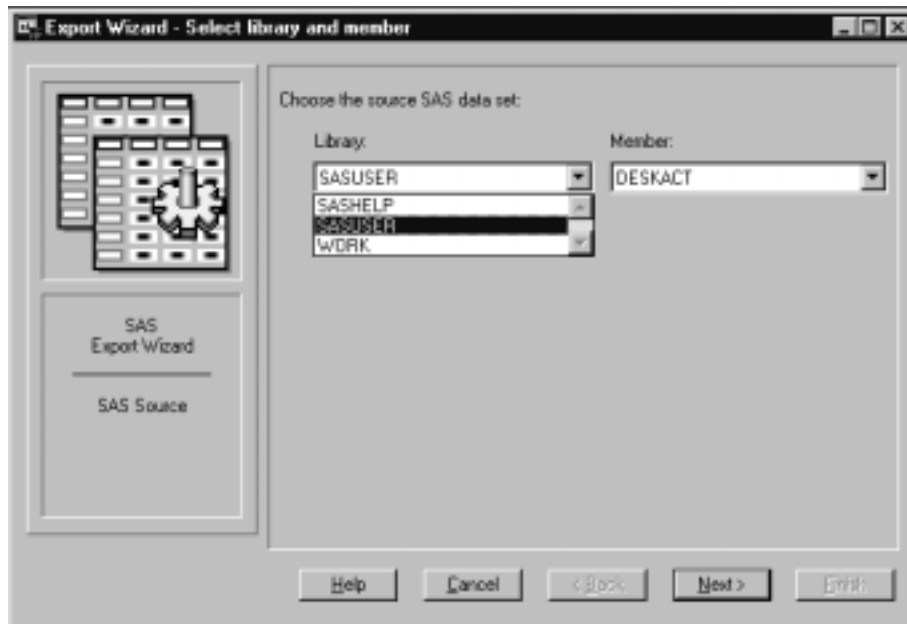 Export Wizard - Select library and member
Choose the source SAS data set:
Library:
Member:
SASUSER
DESKACT
SASHELP
SASUSER
WORK
SAS
Export Wizard
SAS Source
Help
Cancel
< Back
Next >
Finish